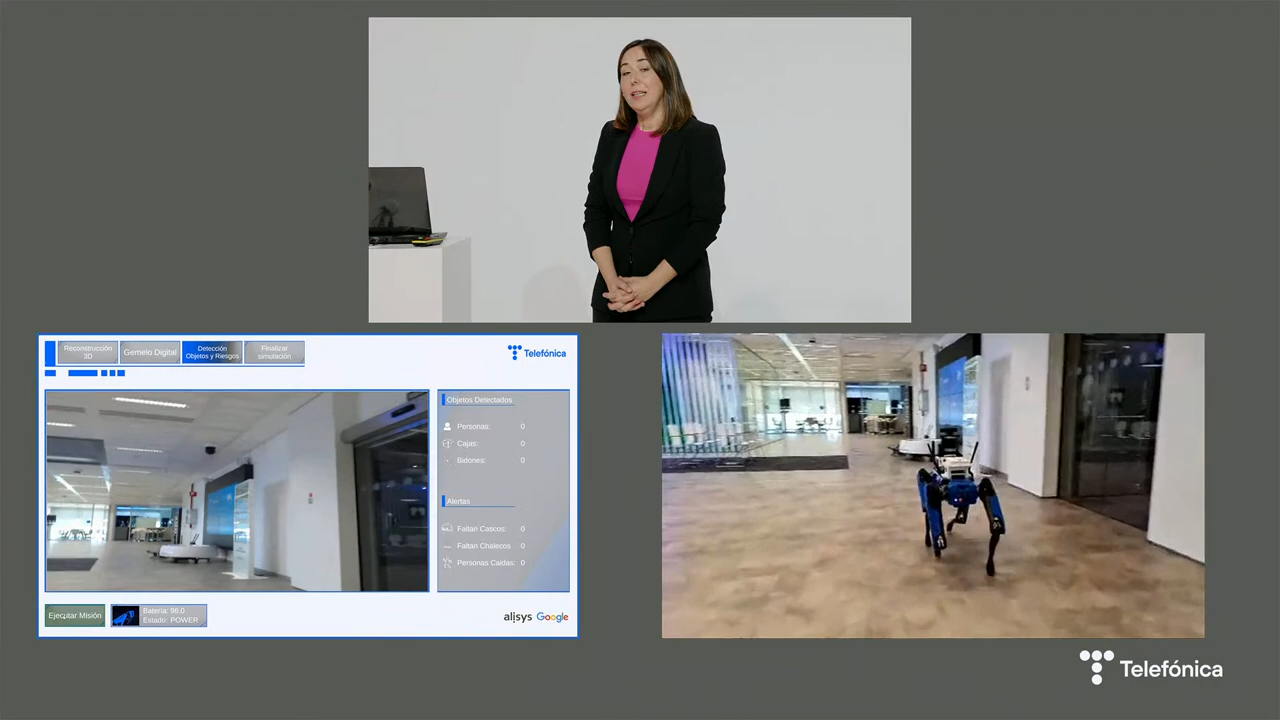 Reconstrucción
3D
Gemelo Digital
Detección
Objetos y Riesgos
Finalizar
simulación
Telefónica
Objetos Detectados
Personas: 0
Cajas: 0
Bidones: 0
Alertas
Faltan Cascos: 0
Faltan Chalecos 0
Personas Caidas: 0
Ejecutar Misión
Batería: 96.0
Estado: POWER
alisys Google
Telefónica